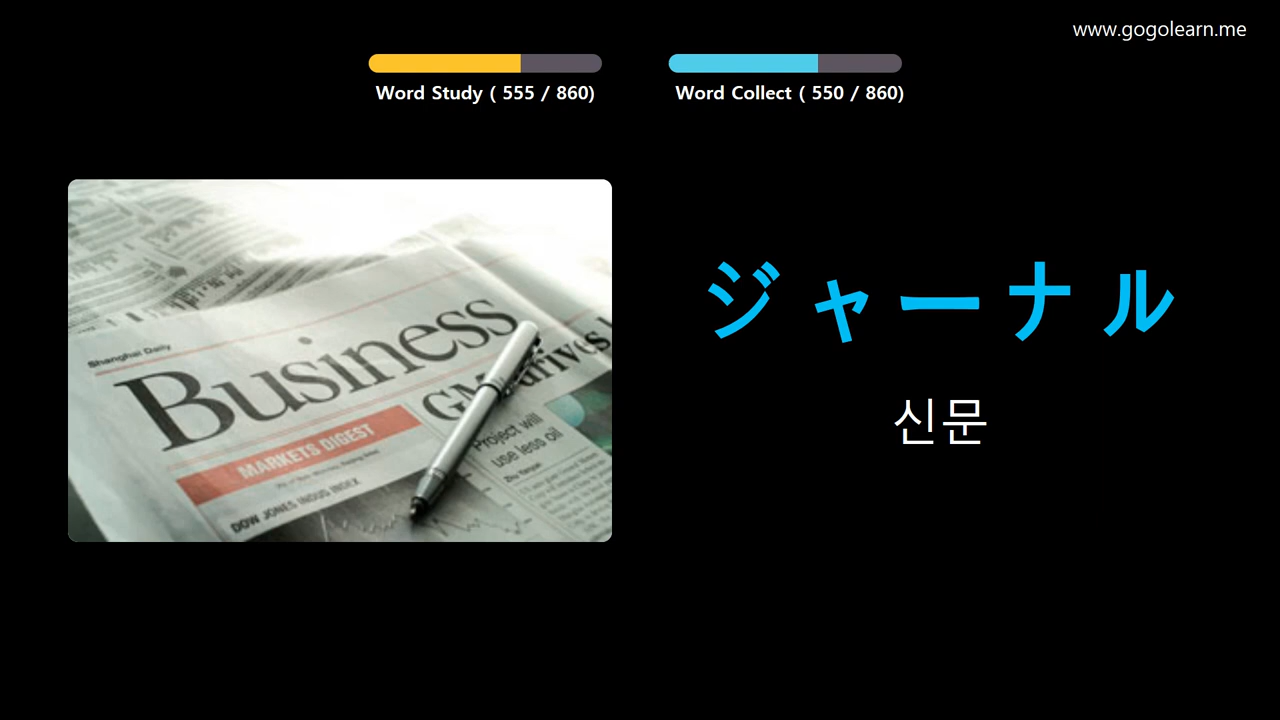 www.gogolearn.me
Word Study ( 555 / 860)
Word Collect ( 550 / 860)
Shanghai Daily
Business
MARKETS DIGEST
DOW JONES INDUS INDEX
GM drives
Project will
use less oil
ジャーナル
신문